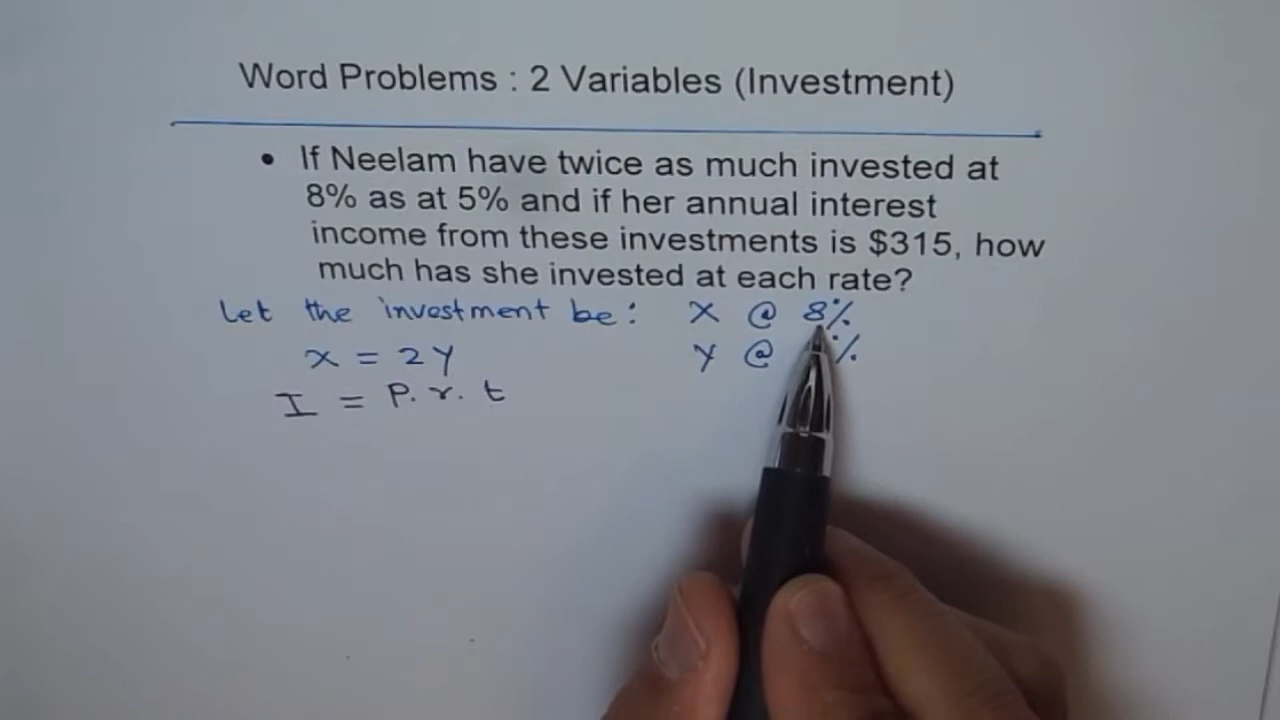 Word Problems : 2 Variables (Investment)
• If Neelam have twice as much invested at
8% as at 5% and if her annual interest
income from these investments is $315, how
much has she invested at each rate?
Let the investment be: x @ 8%
x = 2y y @ %
I = P. r. t